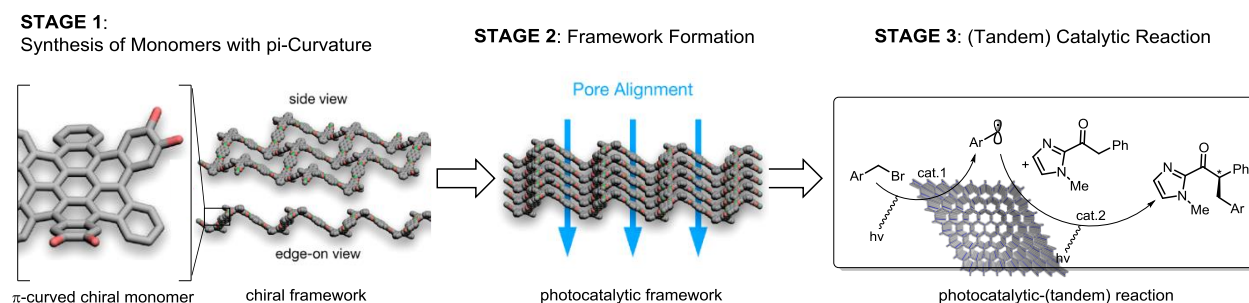 STAGE 1:
Synthesis of Monomers with pi-Curvature
side view
edge-on view
π-curved chiral monomer
chiral framework
STAGE 2: Framework Formation
Pore Alignment
photocatalytic framework
STAGE 3: (Tandem) Catalytic Reaction
Ar
Br
hν
cat.1
Ar
+
N
N
Me
O
Ph
cat.2
hν
N
N
Me
O
Ph
Ar
photocatalytic-(tandem) reaction